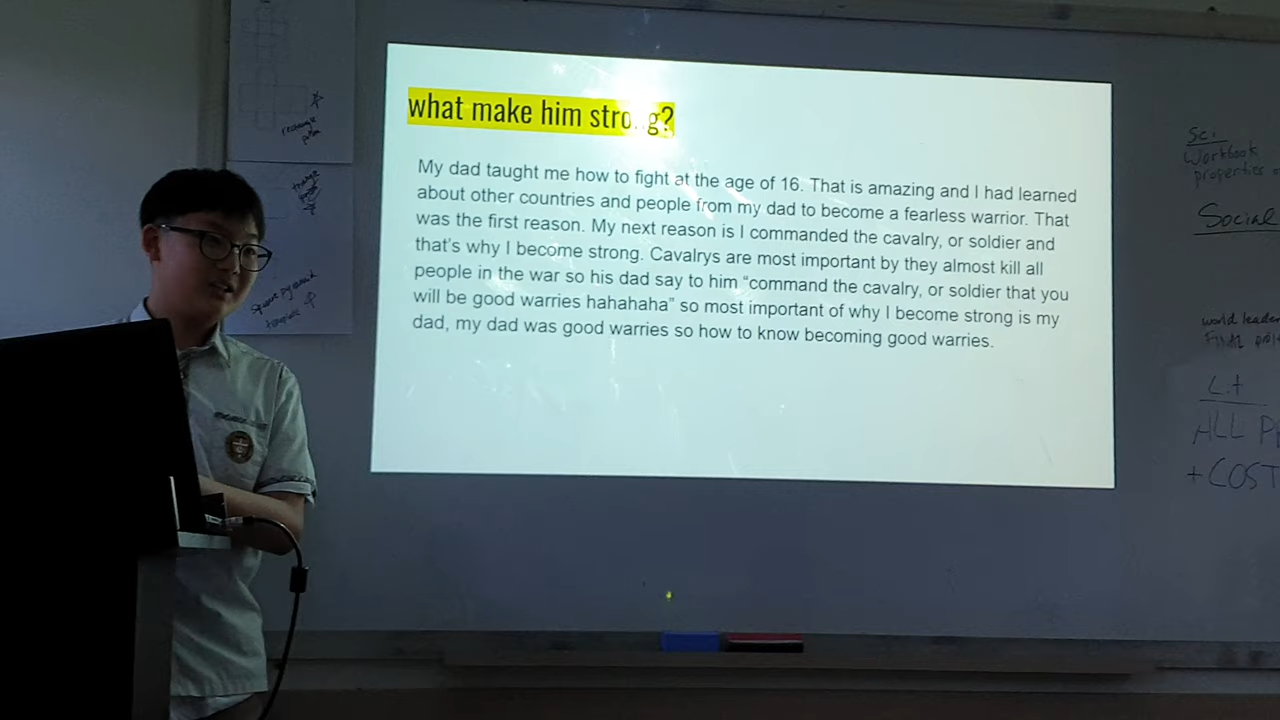 what make him strong?
My dad taught me how to fight at the age of 16. That is amazing and I had learned
about other countries and people from my dad to become a fearless warrior. That
was the first reason. My next reason is I commanded the cavalry, or soldier and
that's why I become strong. Cavalrys are most important by they almost kill all
people in the war so his dad say to him "command the cavalry, or soldier that you
will be good warries hahahaha" so most important of why I become strong is my
dad, my dad was good warries so how to know becoming good warries.
rectangle
square pyramid
template
Sc.
Workbook
properties
Social
world leader
Final
Lit
ALL
+ COST